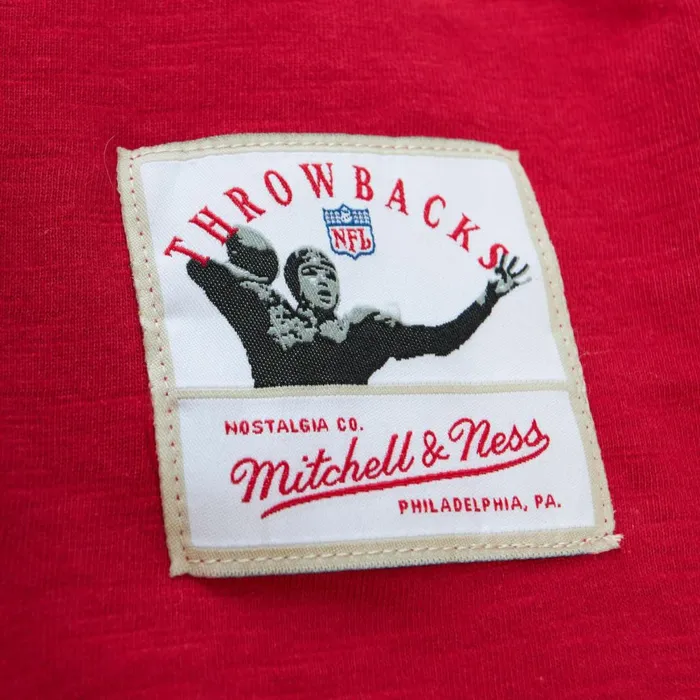 THROWBACKS
NFL
NOSTALGIA CO.
Mitchell & Ness
PHILADELPHIA, PA.